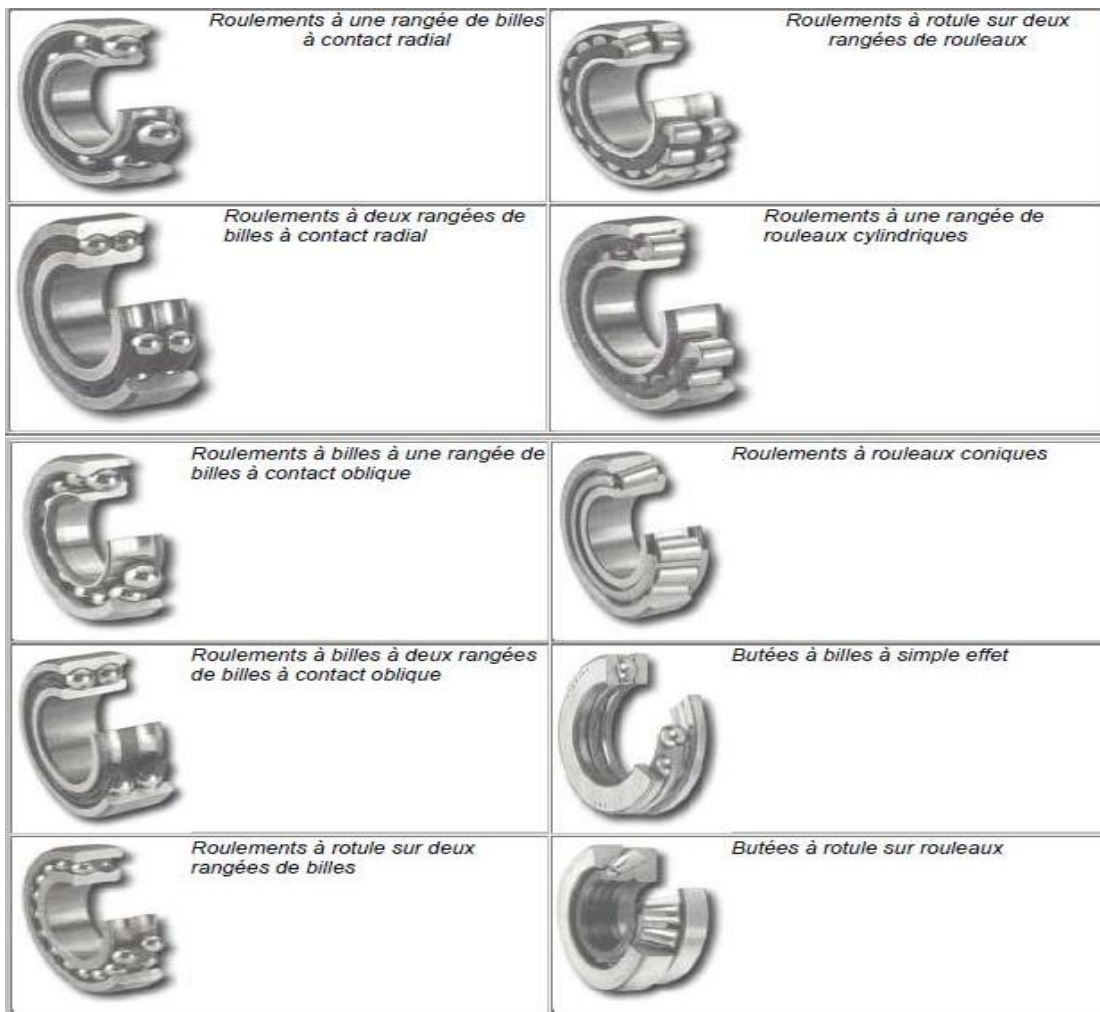 Roulements à une rangée de billes
à contact radial
Roulements à rotule sur deux
rangées de rouleaux
Roulements à deux rangées de
billes à contact radial
Roulements à une rangée de
rouleaux cylindriques
Roulements à billes à une rangée de
billes à contact oblique
Roulements à rouleaux coniques
Roulements à billes à deux rangées
de billes à contact oblique
Butées à billes à simple effet
Roulements à rotule sur deux
rangées de billes
Butées à rotule sur rouleaux